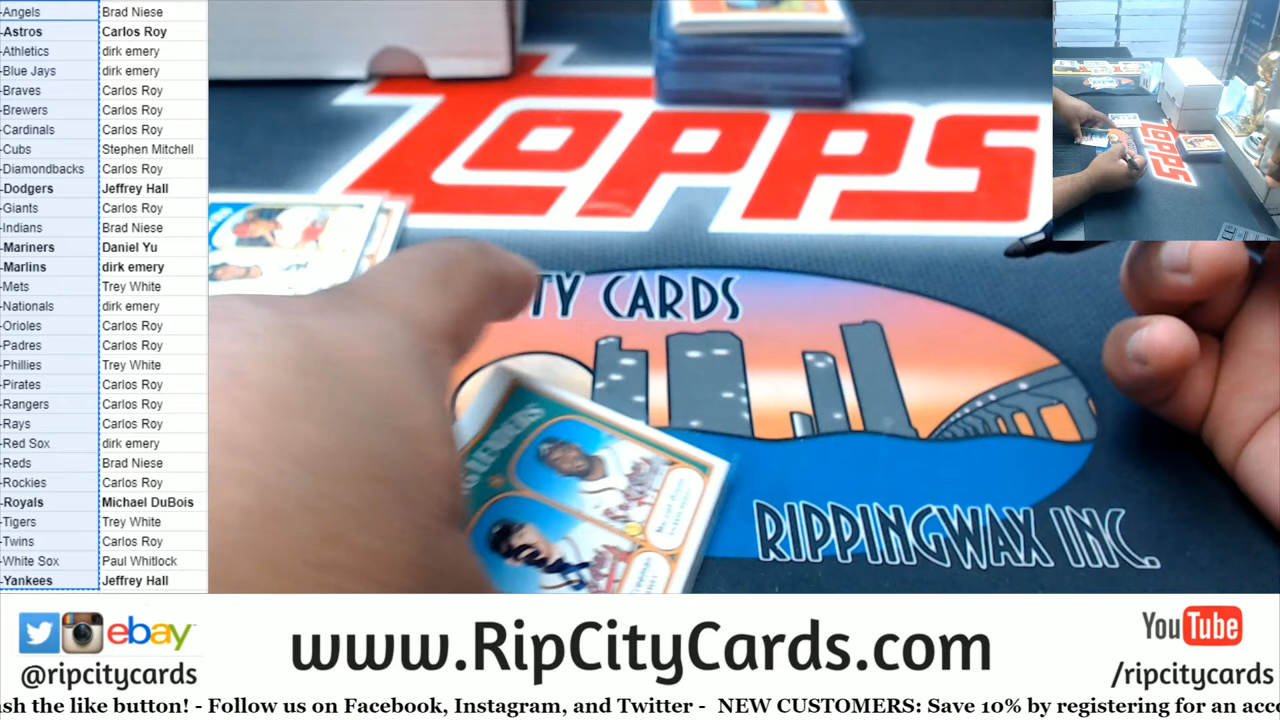 -Angels Brad Niese
-Astros Carlos Roy
-Athletics dirk emery
-Blue Jays dirk emery
-Braves Carlos Roy
-Brewers Carlos Roy
-Cardinals Carlos Roy
-Cubs Stephen Mitchell
-Diamondbacks Carlos Roy
-Dodgers Jeffrey Hall
-Giants Carlos Roy
-Indians Brad Niese
-Mariners Daniel Yu
-Marlins dirk emery
-Mets Trey White
-Nationals dirk emery
-Orioles Carlos Roy
-Padres Carlos Roy
-Phillies Trey White
-Pirates Carlos Roy
-Rangers Carlos Roy
-Rays Carlos Roy
-Red Sox dirk emery
-Reds Brad Niese
-Rockies Carlos Roy
-Royals Michael DuBois
-Tigers Trey White
-Twins Carlos Roy
-White Sox Paul Whitlock
-Yankees Jeffrey Hall
TOPPS
TOPPS
TY CARDS
RIPPINGWAX INC.
ebay
@ripcitycards
www.RipCityCards.com
YouTube
/ripcitycards
sh the like button! - Follow us on Facebook, Instagram, and Twitter - NEW CUSTOMERS: Save 10% by registering for an acc